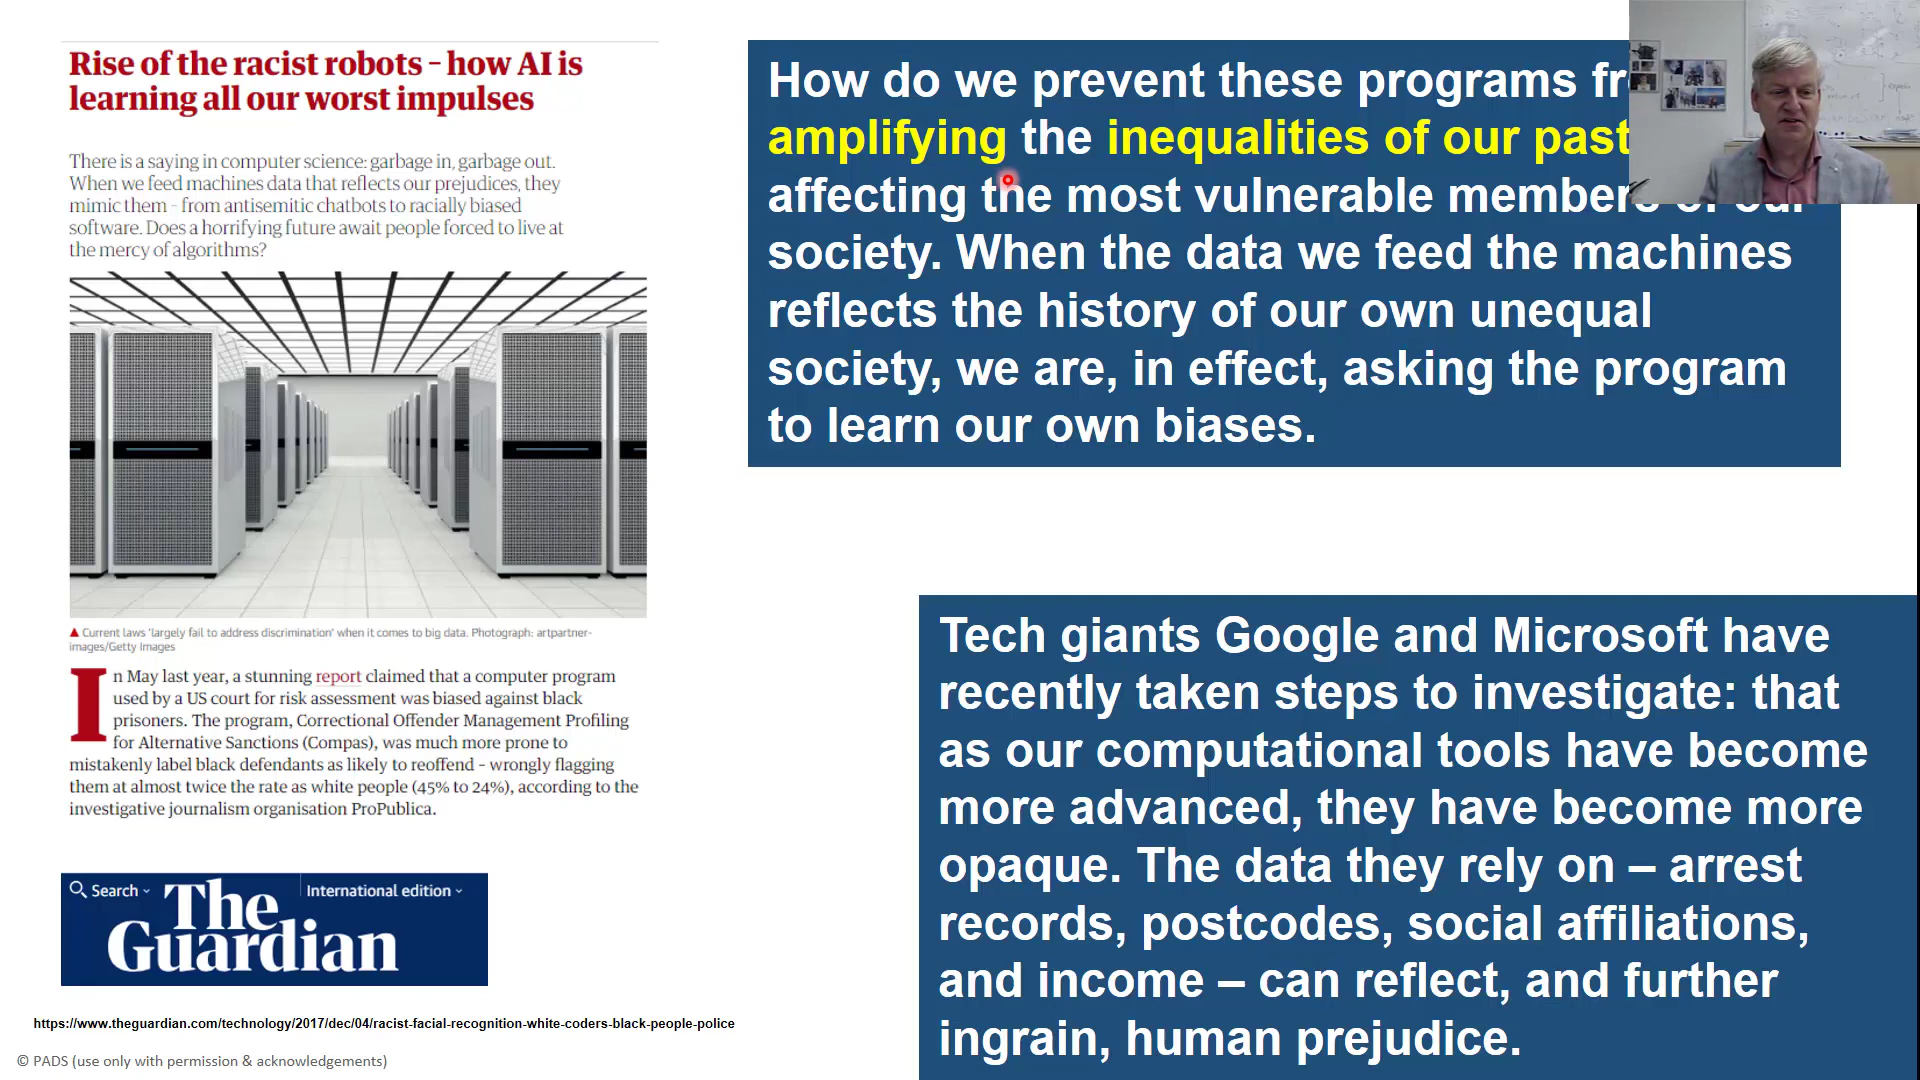 Rise of the racist robots – how AI is
learning all our worst impulses
There is a saying in computer science: garbage in, garbage out.
When we feed machines data that reflects our prejudices, they
mimic them – from antisemitic chatbots to racially biased
software. Does a horrifying future await people forced to live at
the mercy of algorithms?
▲ Current laws 'largely fail to address discrimination' when it comes to big data. Photograph: artpartner-
images/Getty Images
In May last year, a stunning report claimed that a computer program
used by a US court for risk assessment was biased against black
prisoners. The program, Correctional Offender Management Profiling
for Alternative Sanctions (Compas), was much more prone to
mistakenly label black defendants as likely to reoffend – wrongly flagging
them at almost twice the rate as white people (45% to 24%), according to the
investigative journalism organisation ProPublica.
Search
International edition
The
Guardian
https://www.theguardian.com/technology/2017/dec/04/racist-facial-recognition-white-coders-black-people-police
© PADS (use only with permission & acknowledgements)
How do we prevent these programs
amplifying the inequalities of our past
affecting the most vulnerable members of our
society. When the data we feed the machines
reflects the history of our own unequal
society, we are, in effect, asking the program
to learn our own biases.
Tech giants Google and Microsoft have
recently taken steps to investigate: that
as our computational tools have become
more advanced, they have become more
opaque. The data they rely on – arrest
records, postcodes, social affiliations,
and income – can reflect, and further
ingrain, human prejudice.